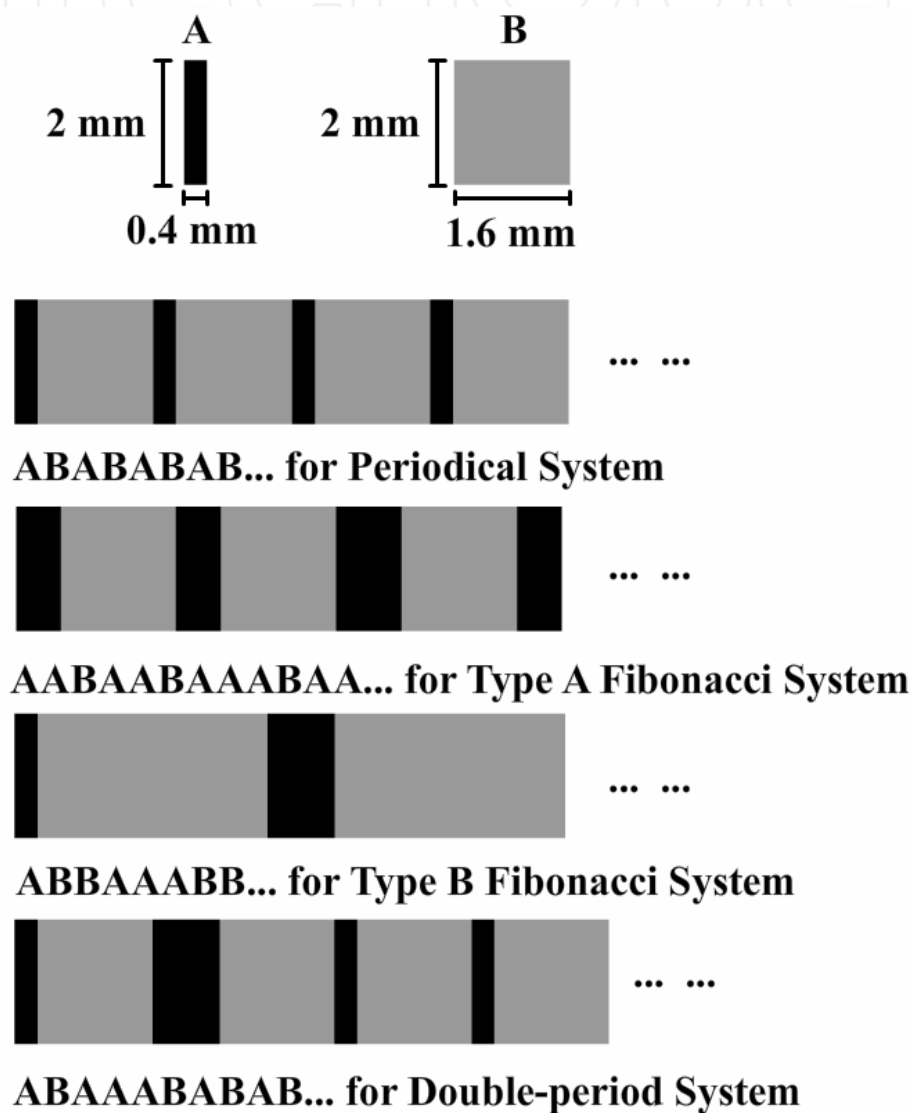 A B
2 mm 2 mm
0.4 mm 1.6 mm
... ...
ABABABAB... for Periodical System
... ...
AABAABAAABAA... for Type A Fibonacci System
... ...
ABBAAABB... for Type B Fibonacci System
... ...
ABAAABABAB... for Double-period System